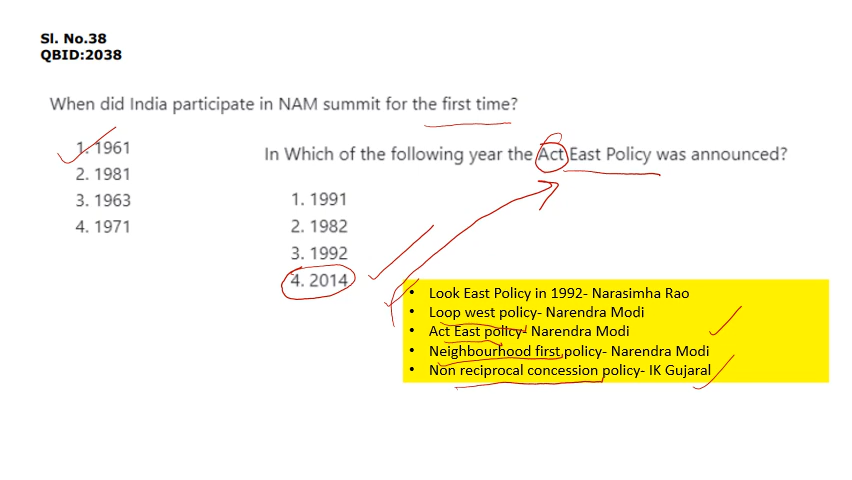 Sl. No.38
QBID:2038
When did India participate in NAM summit for the first time?
1. 1961
2. 1981
3. 1963
4. 1971
In Which of the following year the Act East Policy was announced?
1. 1991
2. 1982
3. 1992
4. 2014
• Look East Policy in 1992- Narasimha Rao
• Loop west policy- Narendra Modi
• Act East policy- Narendra Modi
• Neighbourhood first policy- Narendra Modi
• Non reciprocal concession policy- IK Gujaral